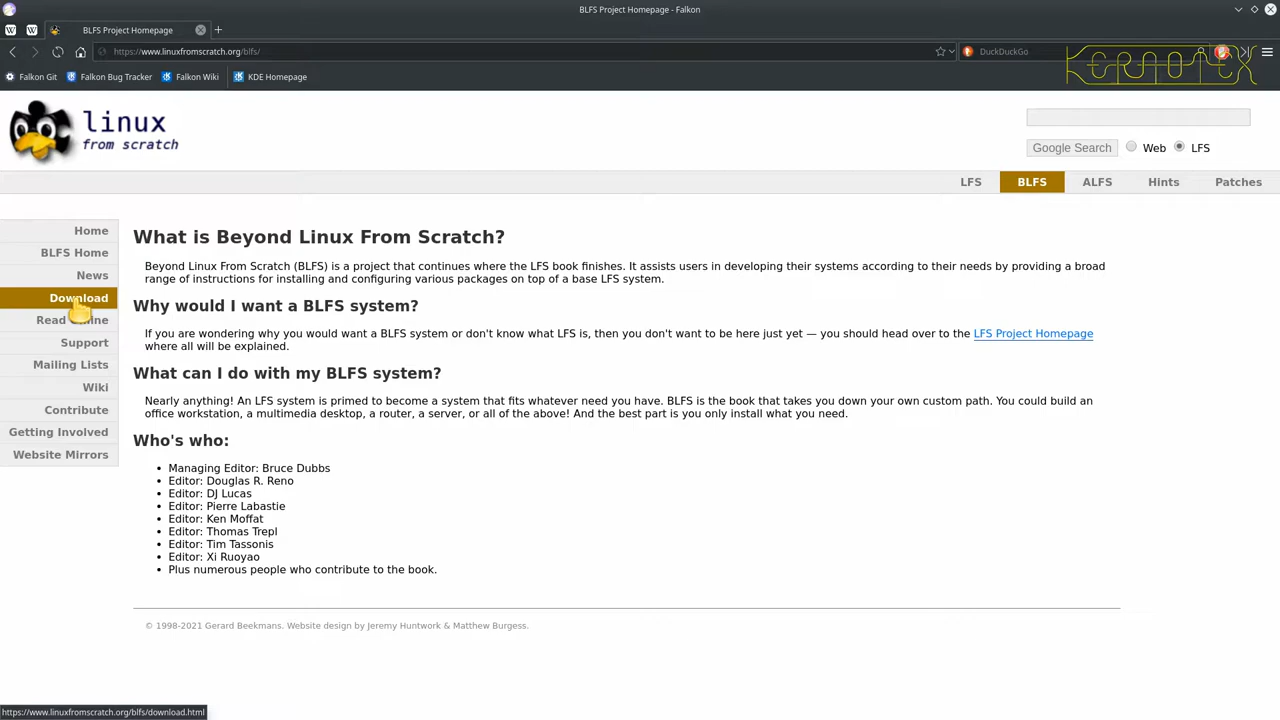 BLFS Project Homepage - Falkon
BLFS Project Homepage
https://www.linuxfromscratch.org/blfs/
DuckDuckGo
Falkon Git
Falkon Bug Tracker
Falkon Wiki
KDE Homepage
linux
from scratch
Google Search
Web
LFS
LFS
BLFS
ALFS
Hints
Patches
Home
BLFS Home
News
Download
Read
Support
Mailing Lists
Wiki
Contribute
Getting Involved
Website Mirrors
What is Beyond Linux From Scratch?
Beyond Linux From Scratch (BLFS) is a project that continues where the LFS book finishes. It assists users in developing their systems according to their needs by providing a broad
range of instructions for installing and configuring various packages on top of a base LFS system.
Why would I want a BLFS system?
If you are wondering why you would want a BLFS system or don't know what LFS is, then you don't want to be here just yet — you should head over to the LFS Project Homepage
where all will be explained.
What can I do with my BLFS system?
Nearly anything! An LFS system is primed to become a system that fits whatever need you have. BLFS is the book that takes you down your own custom path. You could build an
office workstation, a multimedia desktop, a router, a server, or all of the above! And the best part is you only install what you need.
Who's who:
• Managing Editor: Bruce Dubbs
• Editor: Douglas R. Reno
• Editor: DJ Lucas
• Editor: Pierre Labastie
• Editor: Ken Moffat
• Editor: Thomas Trepl
• Editor: Tim Tassonis
• Editor: Xi Ruoyao
• Plus numerous people who contribute to the book.
© 1998-2021 Gerard Beekmans. Website design by Jeremy Huntwork & Matthew Burgess.
https://www.linuxfromscratch.org/blfs/download.html